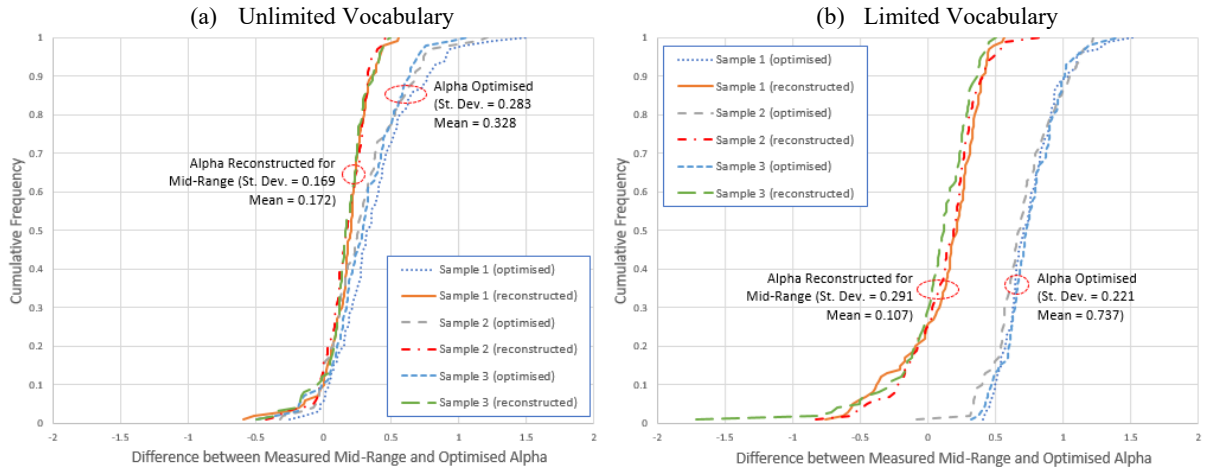 (a) Unlimited Vocabulary
1
0.9
0.8
0.7
0.6
0.5
0.4
0.3
0.2
0.1
0
Cumulative Frequency
Alpha Optimised
(St. Dev. = 0.283
Mean = 0.328
Alpha Reconstructed for
Mid-Range (St. Dev. = 0.169
Mean = 0.172)
Sample 1 (optimised)
Sample 1 (reconstructed)
Sample 2 (optimised)
Sample 2 (reconstructed)
Sample 3 (optimised)
Sample 3 (reconstructed)
-2 -1.5 -1 -0.5 0 0.5 1 1.5 2
Difference between Measured Mid-Range and Optimised Alpha
(b) Limited Vocabulary
1
0.9
0.8
0.7
0.6
0.5
0.4
0.3
0.2
0.1
0
Cumulative Frequency
Sample 1 (optimised)
Sample 1 (reconstructed)
Sample 2 (optimised)
Sample 2 (reconstructed)
Sample 3 (optimised)
Sample 3 (reconstructed)
Alpha Reconstructed for
Mid-Range (St. Dev. = 0.291
Mean = 0.107)
Alpha Optimised
(St. Dev. = 0.221
Mean = 0.737)
-2 -1.5 -1 -0.5 0 0.5 1 1.5 2
Difference between Measured Mid-Range and Optimised Alpha